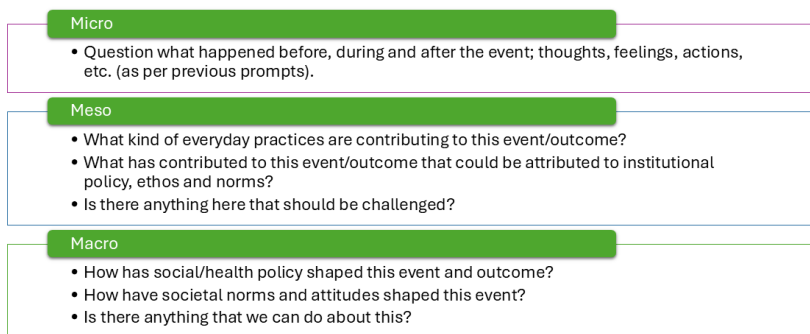 Micro
• Question what happened before, during and after the event; thoughts, feelings, actions,
etc. (as per previous prompts).
Meso
• What kind of everyday practices are contributing to this event/outcome?
• What has contributed to this event/outcome that could be attributed to institutional
policy, ethos and norms?
• Is there anything here that should be challenged?
Macro
• How has social/health policy shaped this event and outcome?
• How have societal norms and attitudes shaped this event?
• Is there anything that we can do about this?